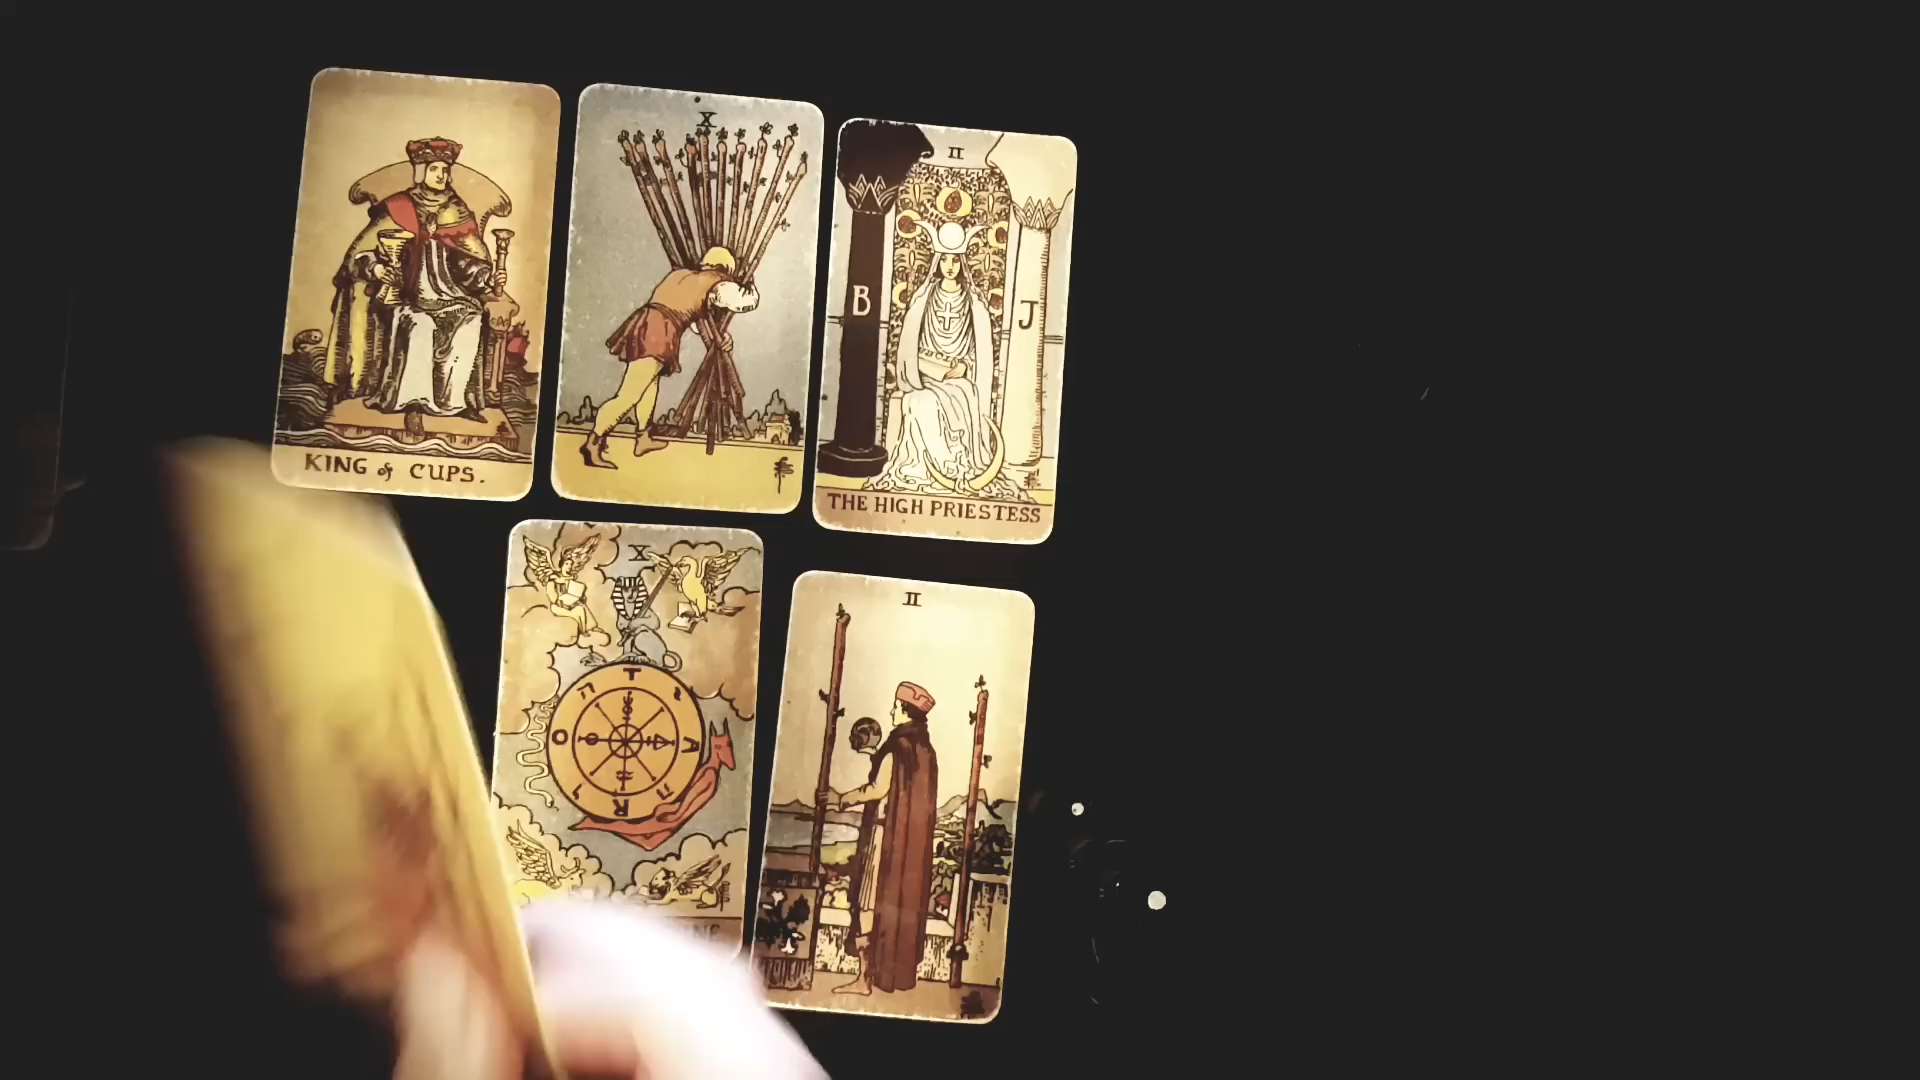 KING of CUPS.
X
II
B
J
THE HIGH PRIESTESS
X
T
A
R
O
II